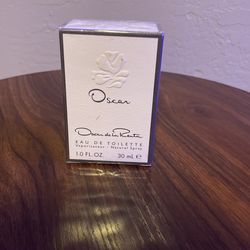 Oscar
Oscar de la Renta
EAU DE TOILETTE
Vaporisateur - Natural Spray
1.0 FL. OZ. 30 mL e